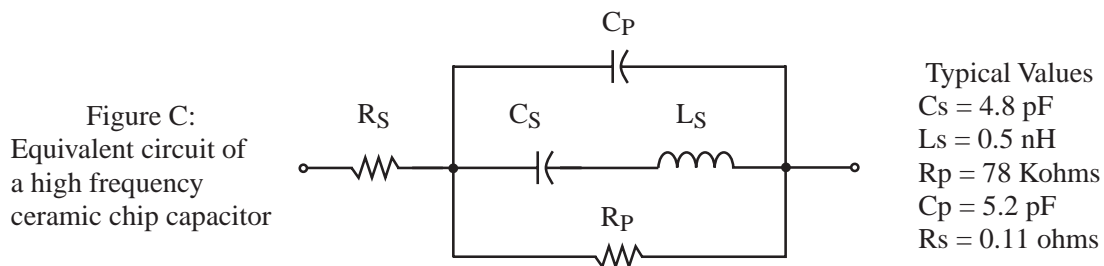 Figure C:
Equivalent circuit of
a high frequency
ceramic chip capacitor
CP
RS
CS
LS
RP
Typical Values
Cs = 4.8 pF
Ls = 0.5 nH
Rp = 78 Kohms
Cp = 5.2 pF
Rs = 0.11 ohms